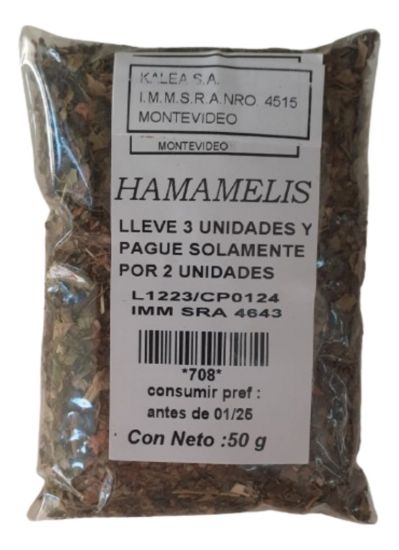 KALEA S.A.
I.M.M.S.R.A.NRO. 4515
MONTEVIDEO
MONTEVIDEO
HAMAMELIS
LLEVE 3 UNIDADES Y
PAGUE SOLAMENTE
POR 2 UNIDADES
L1223/CP0124
IMM SRA 4643
*708*
consumir pref :
antes de 01/25
Con Neto :50 g